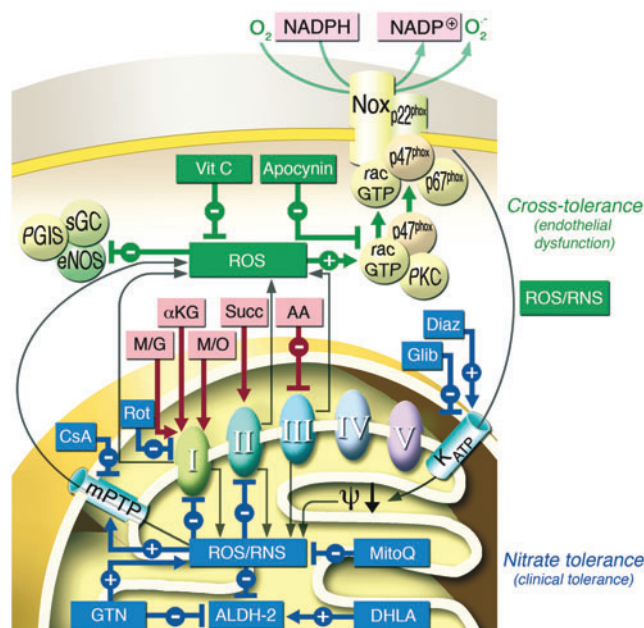 O₂ NADPH NADP⊕ O₂˙⁻
Nox p22phox
p47phox
rac
GTP
p67phox
Vit C Apocynin
Cross-tolerance
(endothelial
dysfunction)
sGC
PGIS
eNOS
ROS
p47phox
rac
GTP
PKC
ROS/RNS
αKG Succ AA
M/G M/O
Diaz
Glib
Rot
CsA
I II III IV V
KATP
mPTP
ψ
ROS/RNS MitoQ
Nitrate tolerance
(clinical tolerance)
GTN ALDH-2 DHLA